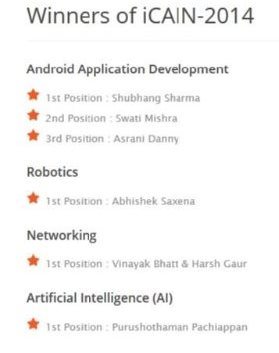 Winners of iCAIN-2014
Android Application Development
1st Position : Shubhang Sharma
2nd Position : Swati Mishra
3rd Position : Asrani Danny
Robotics
1st Position : Abhishek Saxena
Networking
1st Position : Vinayak Bhatt & Harsh Gaur
Artificial Intelligence (AI)
1st Position : Purushothaman Pachiappan